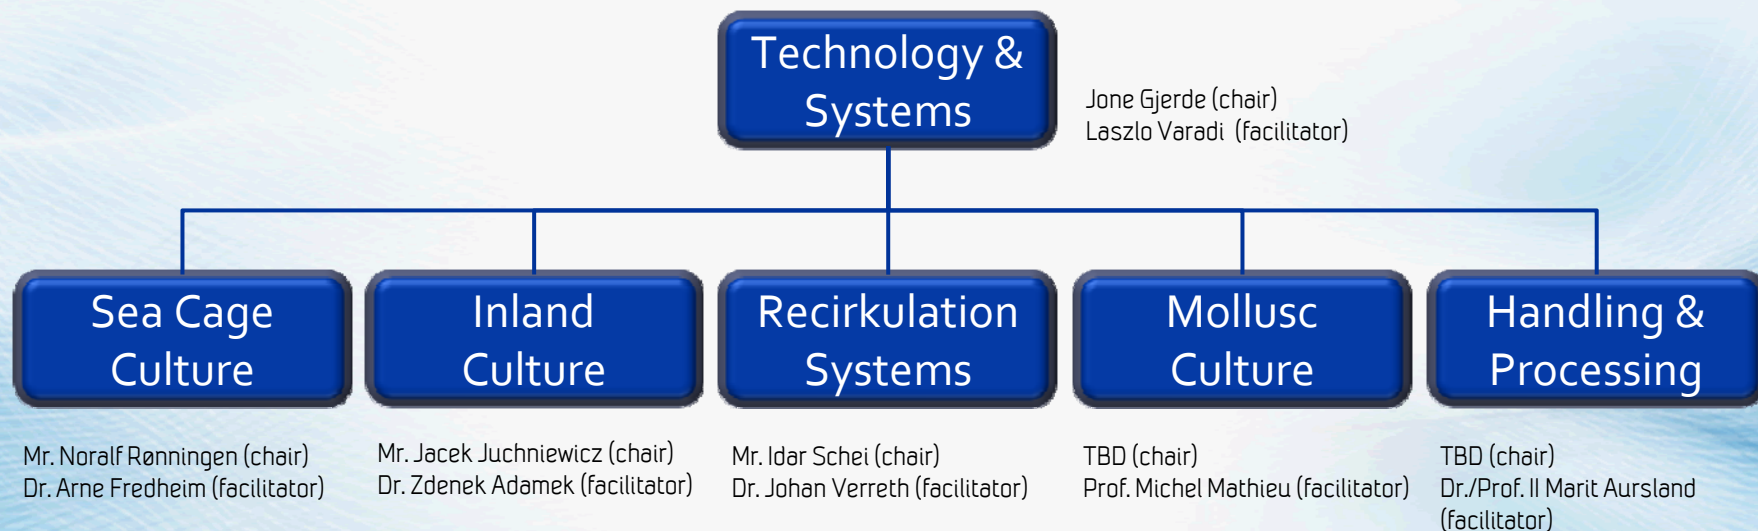 Technology &
Systems
Jone Gjerde (chair)
Laszlo Varadi (facilitator)
Sea Cage
Culture
Inland
Culture
Recirkulation
Systems
Mollusc
Culture
Handling &
Processing
Mr. Noralf Rønningen (chair)
Dr. Arne Fredheim (facilitator)
Mr. Jacek Juchniewicz (chair)
Dr. Zdenek Adamek (facilitator)
Mr. Idar Schei (chair)
Dr. Johan Verreth (facilitator)
TBD (chair)
Prof. Michel Mathieu (facilitator)
TBD (chair)
Dr./Prof. II Marit Aursland
(facilitator)